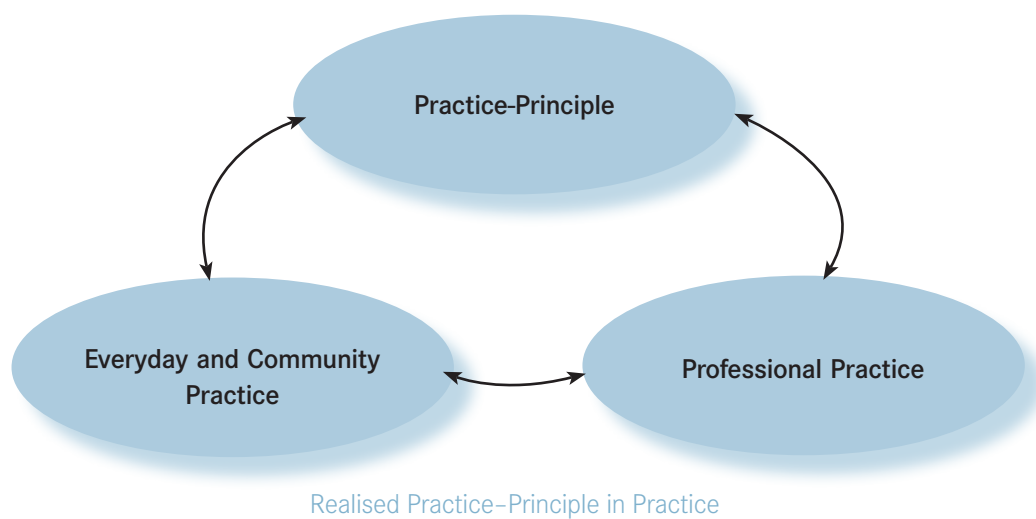 Practice-Principle
Everyday and Community
Practice
Professional Practice
Realised Practice–Principle in Practice